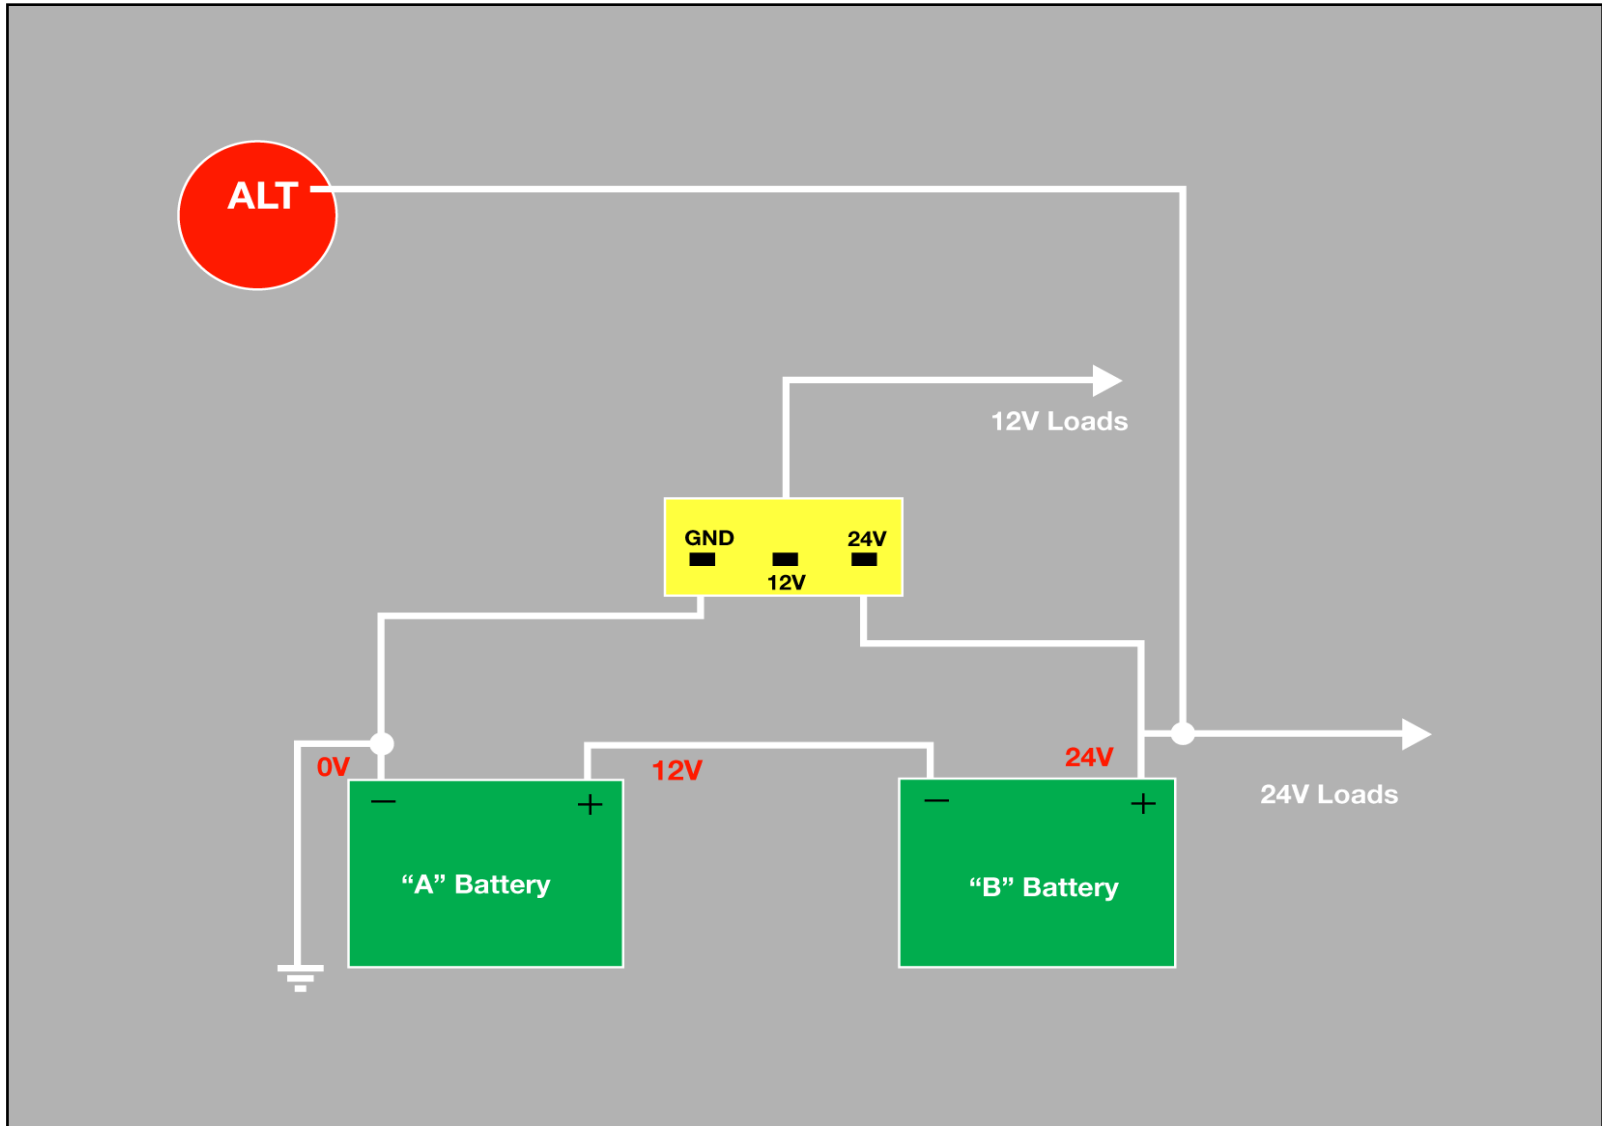 ALT
12V Loads
GND
24V
12V
0V
12V
24V
24V Loads
− +
− +
“A” Battery
“B” Battery